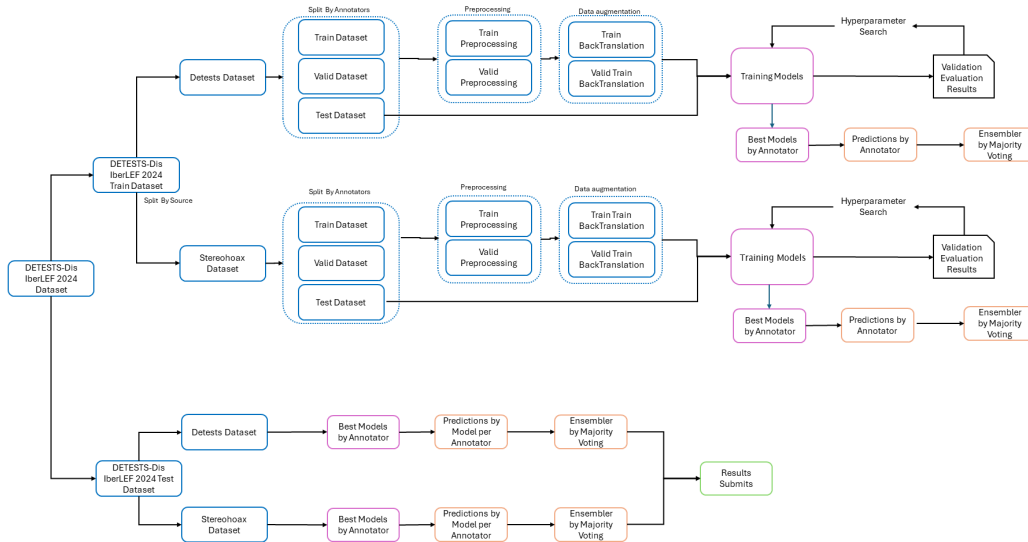 Split By Annotators
Preprocessing
Data augmentation
Train Dataset
Valid Dataset
Test Dataset
Train
Preprocessing
Valid
Preprocessing
Train
BackTranslation
Valid Train
BackTranslation
Hyperparameter
Search
Detests Dataset
Training Models
Validation
Evaluation
Results
Best Models
by Annotator
Predictions by
Annotator
Ensembler
by Majority
Voting
DETESTS-Dis
IberLEF 2024
Train Dataset
Split By Source
Split By Annotators
Preprocessing
Data augmentation
Train Dataset
Valid Dataset
Test Dataset
Train
Preprocessing
Valid
Preprocessing
Train Train
BackTranslation
Valid Train
BackTranslation
Hyperparameter
Search
Stereohoax
Dataset
Training Models
Validation
Evaluation
Results
DETESTS-Dis
IberLEF 2024
Dataset
Best Models
by Annotator
Predictions by
Annotator
Ensembler
by Majority
Voting
Detests Dataset
Best Models
by Annotator
Predictions by
Model per
Annotator
Ensembler
by Majority
Voting
DETESTS-Dis
IberLEF 2024 Test
Dataset
Results
Submits
Stereohoax
Dataset
Best Models
by Annotator
Predictions by
Model per
Annotator
Ensembler
by Majority
Voting